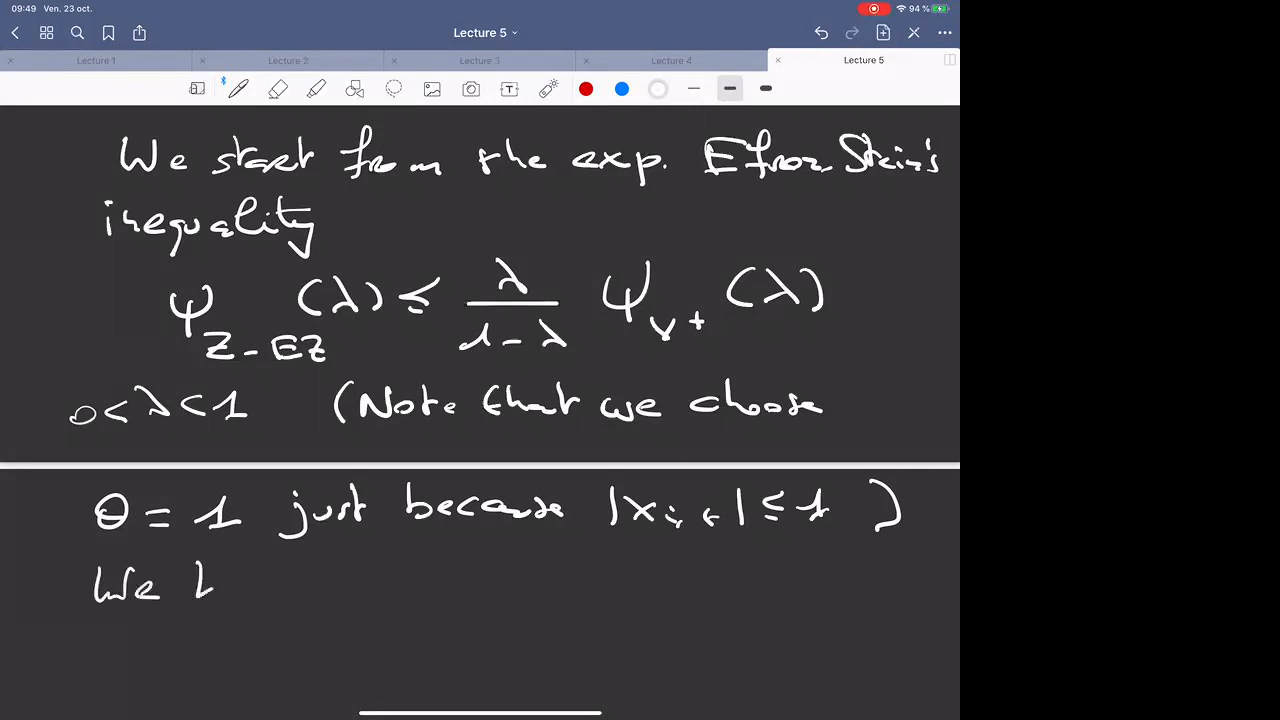 09:49 Ven. 23 oct.
94 %
Lecture 5
Lecture 1
Lecture 2
Lecture 3
Lecture 4
Lecture 5
We start from the exp. Efron-Stein's
inequality
ψ_{Z-EZ} (λ) ≤ λ/(1-λ) ψ_{V+} (λ)
0<λ<1 (Note that we choose
θ = 1 just because |X_{i,t}| ≤ 1 )
We